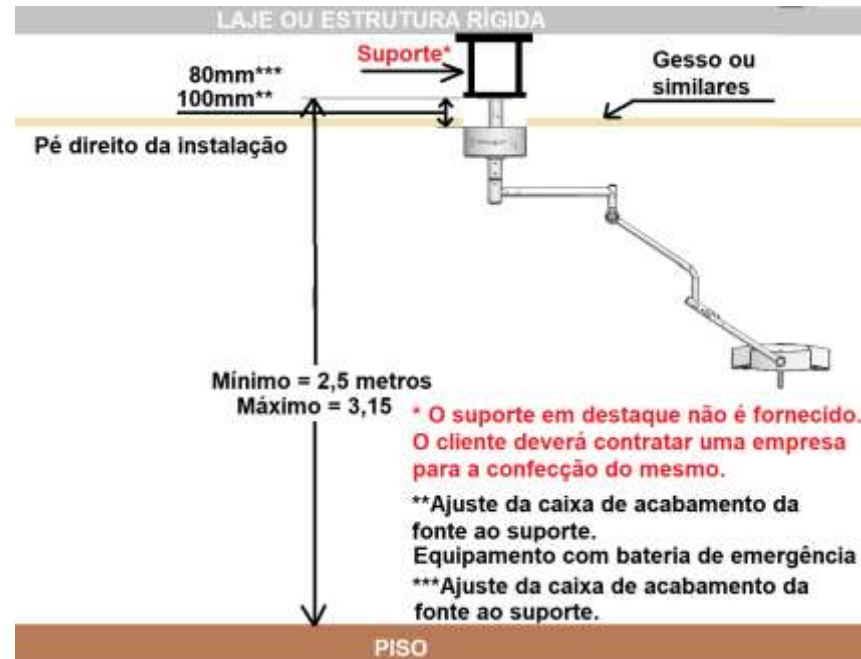 LAJE OU ESTRUTURA RÍGIDA
Suporte*
80mm***
100mm**
Gesso ou
similares
Pé direito da instalação
Mínimo = 2,5 metros
Máximo = 3,15
* O suporte em destaque não é fornecido.
O cliente deverá contratar uma empresa
para a confecção do mesmo.
**Ajuste da caixa de acabamento da
fonte ao suporte.
Equipamento com bateria de emergência
***Ajuste da caixa de acabamento da
fonte ao suporte.
PISO